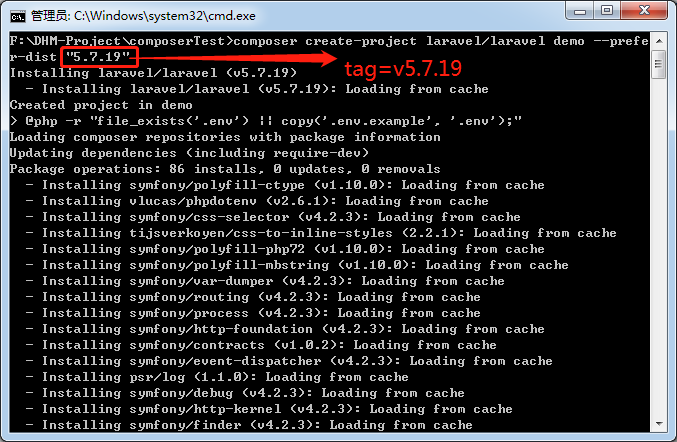 管理员: C:\Windows\system32\cmd.exe
F:\DHM-Project\composerTest>composer create-project laravel/laravel demo --prefe
r-dist "5.7.19"
tag=v5.7.19
Installing laravel/laravel (v5.7.19)
  - Installing laravel/laravel (v5.7.19): Loading from cache
Created project in demo
> @php -r "file_exists('.env') || copy('.env.example', '.env');"
Loading composer repositories with package information
Updating dependencies (including require-dev)
Package operations: 86 installs, 0 updates, 0 removals
  - Installing symfony/polyfill-ctype (v1.10.0): Loading from cache
  - Installing vlucas/phpdotenv (v2.6.1): Loading from cache
  - Installing symfony/css-selector (v4.2.3): Loading from cache
  - Installing tijsverkoyen/css-to-inline-styles (2.2.1): Loading from cache
  - Installing symfony/polyfill-php72 (v1.10.0): Loading from cache
  - Installing symfony/polyfill-mbstring (v1.10.0): Loading from cache
  - Installing symfony/var-dumper (v4.2.3): Loading from cache
  - Installing symfony/routing (v4.2.3): Loading from cache
  - Installing symfony/process (v4.2.3): Loading from cache
  - Installing symfony/http-foundation (v4.2.3): Loading from cache
  - Installing symfony/contracts (v1.0.2): Loading from cache
  - Installing symfony/event-dispatcher (v4.2.3): Loading from cache
  - Installing psr/log (1.1.0): Loading from cache
  - Installing symfony/debug (v4.2.3): Loading from cache
  - Installing symfony/http-kernel (v4.2.3): Loading from cache
  - Installing symfony/finder (v4.2.3): Loading from cache